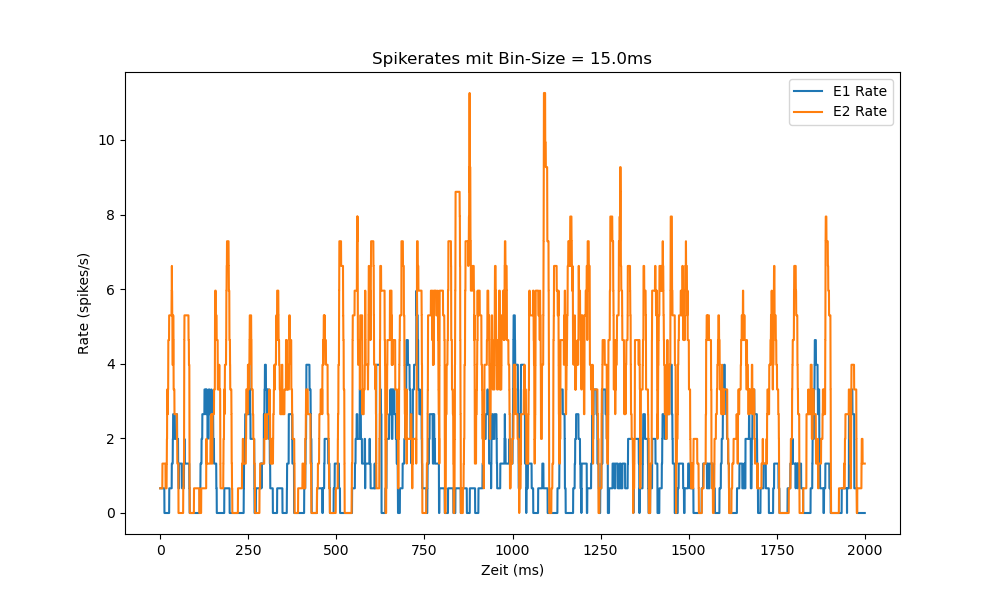 Spikerates mit Bin-Size = 15.0ms
E1 Rate
E2 Rate
Rate (spikes/s)
10
8
6
4
2
0
0 250 500 750 1000 1250 1500 1750 2000
Zeit (ms)